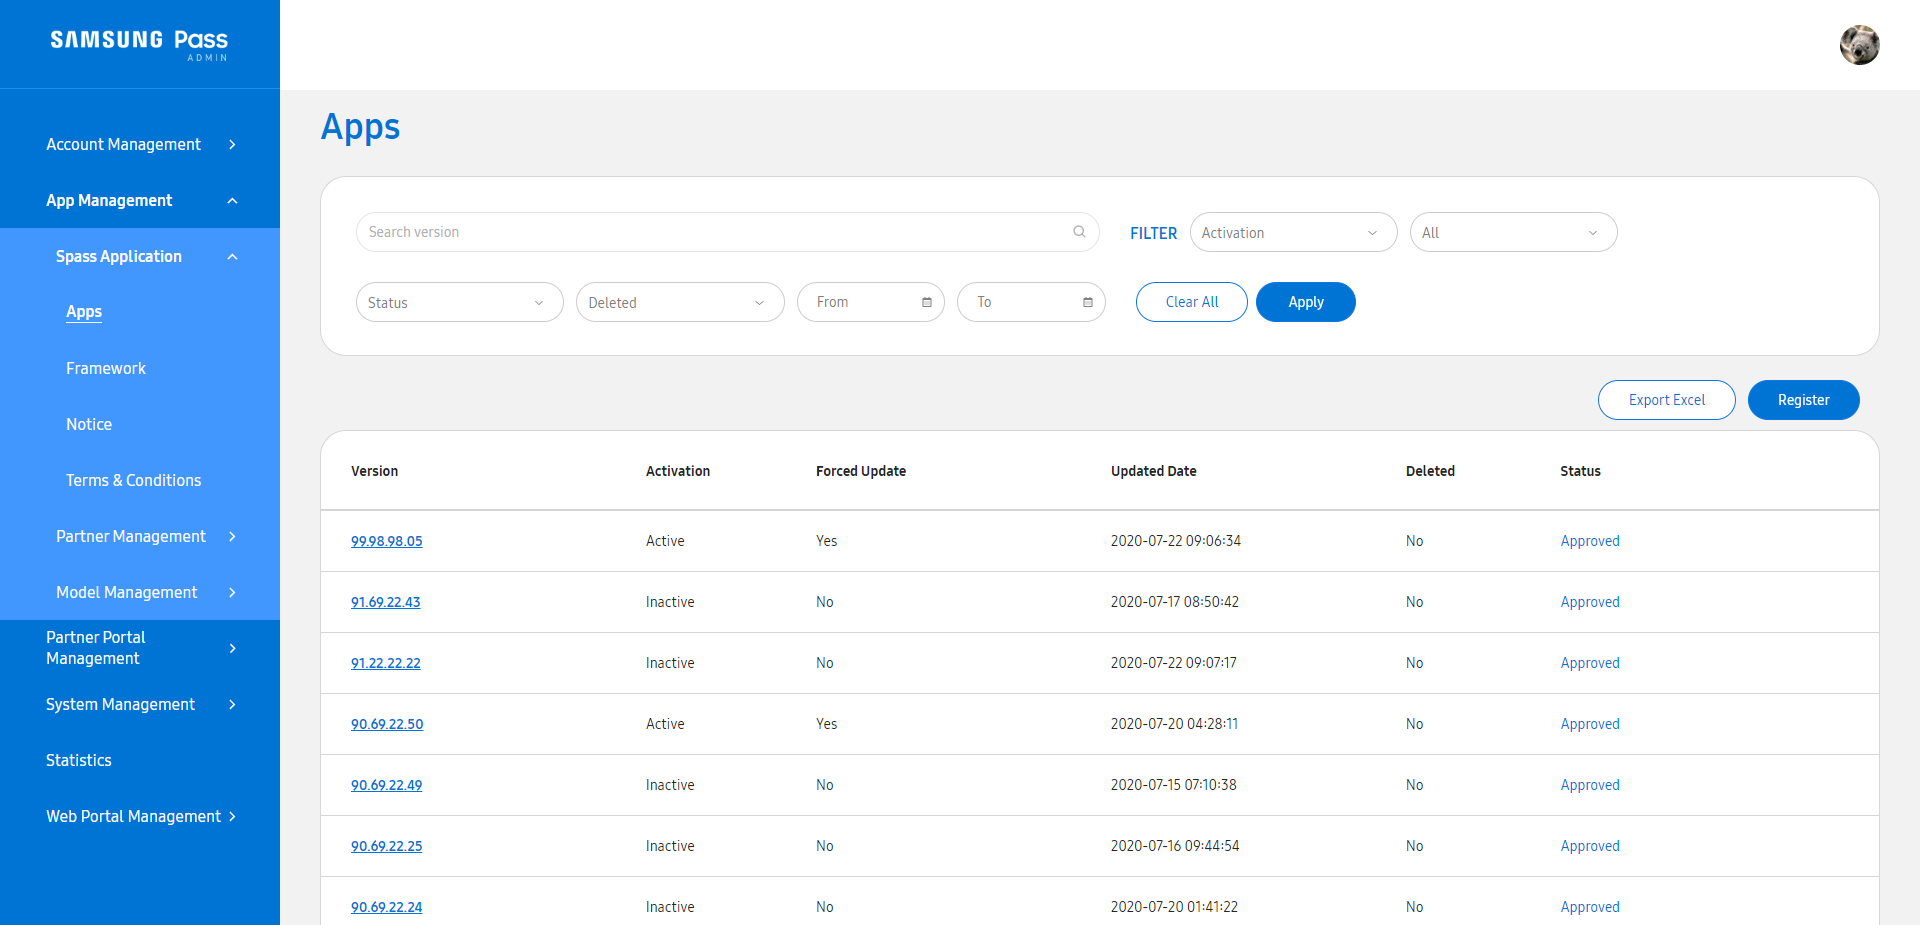 SAMSUNG Pass
ADMIN
Account Management
App Management
Spass Application
Apps
Framework
Notice
Terms & Conditions
Partner Management
Model Management
Partner Portal
Management
System Management
Statistics
Web Portal Management
Apps
Search version
FILTER
Activation
All
Status
Deleted
From
To
Clear All
Apply
Export Excel
Register
Version Activation Forced Update Updated Date Deleted Status
99.98.98.05 Active Yes 2020-07-22 09:06:34 No Approved
91.69.22.43 Inactive No 2020-07-17 08:50:42 No Approved
91.22.22.22 Inactive No 2020-07-22 09:07:17 No Approved
90.69.22.50 Active Yes 2020-07-20 04:28:11 No Approved
90.69.22.49 Inactive No 2020-07-15 07:10:38 No Approved
90.69.22.25 Inactive No 2020-07-16 09:44:54 No Approved
90.69.22.24 Inactive No 2020-07-20 01:41:22 No Approved